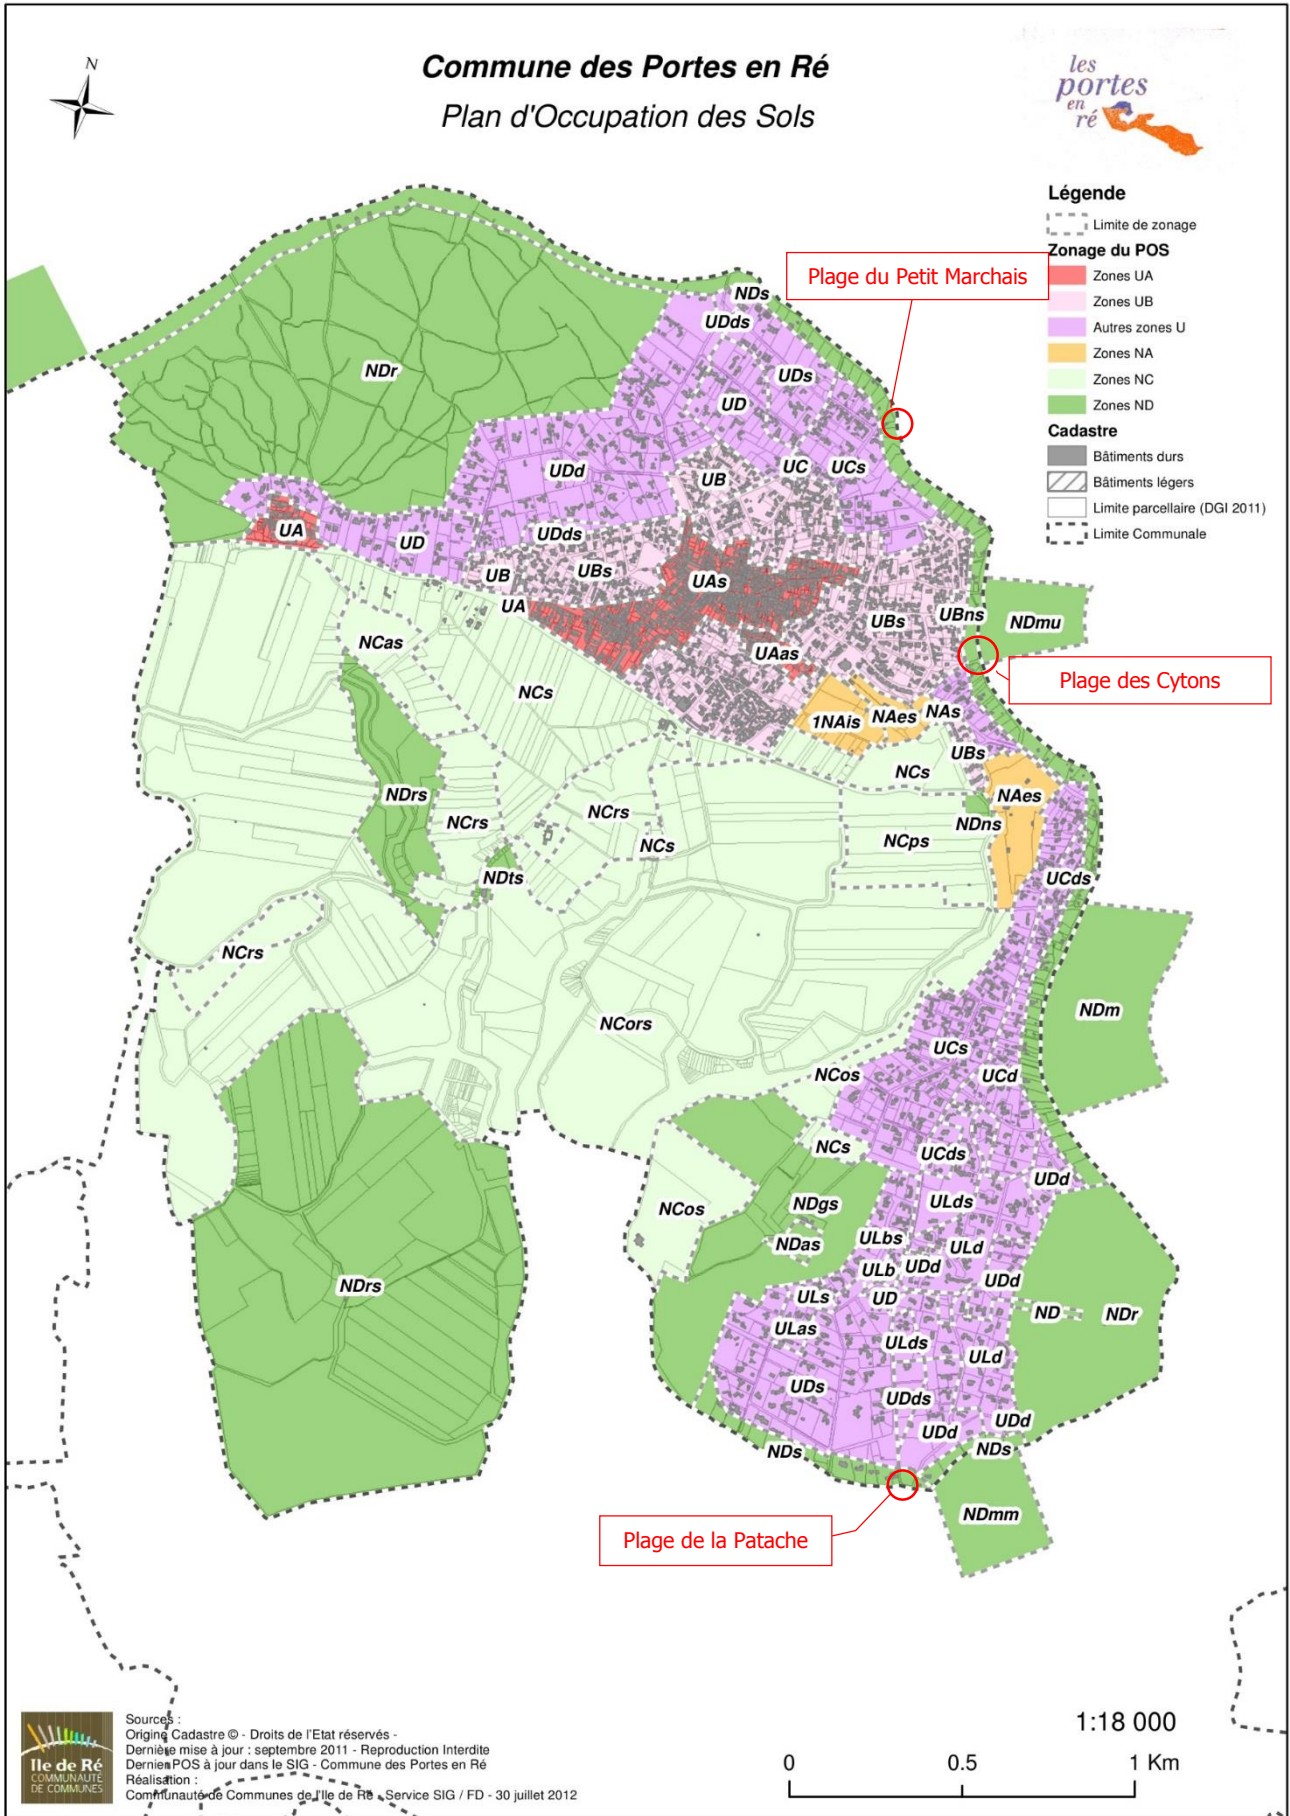 N
Commune des Portes en Ré
Plan d'Occupation des Sols
les
portes
en
ré
Légende
Limite de zonage
Zonage du POS
Zones UA
Zones UB
Autres zones U
Zones NA
Zones NC
Zones ND
Cadastre
Bâtiments durs
Bâtiments légers
Limite parcellaire (DGI 2011)
Limite Communale
Plage du Petit Marchais
NDs
UDds
UDs
NDr
UD
UDd
UB
UC
UCs
UA
UD
UDds
UB
UBs
UAs
UA
UBs
UBns
NDmu
NCas
UAas
Plage des Cytons
NCs
1NAis
NAes
NAs
UBs
NCs
NDrs
NAes
NCrs
NCrs
NDns
NCs
NCps
NDts
UCds
NCrs
NDm
NCors
UCs
NCos
UCd
NCs
UCds
UDd
NDgs
ULds
NCos
NDas
ULbs
ULd
ULb
UDd
UDd
NDrs
ULs
UD
ND
NDr
ULas
ULds
ULd
UDs
UDds
UDd
UDd
NDs
NDs
NDmm
Plage de la Patache
Ile de Ré
COMMUNAUTÉ
DE COMMUNES
Sources :
Origine Cadastre © - Droits de l'Etat réservés -
Dernière mise à jour : septembre 2011 - Reproduction Interdite
Dernier POS à jour dans le SIG - Commune des Portes en Ré
Réalisation :
Communauté de Communes de l'Ile de Ré - Service SIG / FD - 30 juillet 2012
1:18 000
0 0.5 1 Km